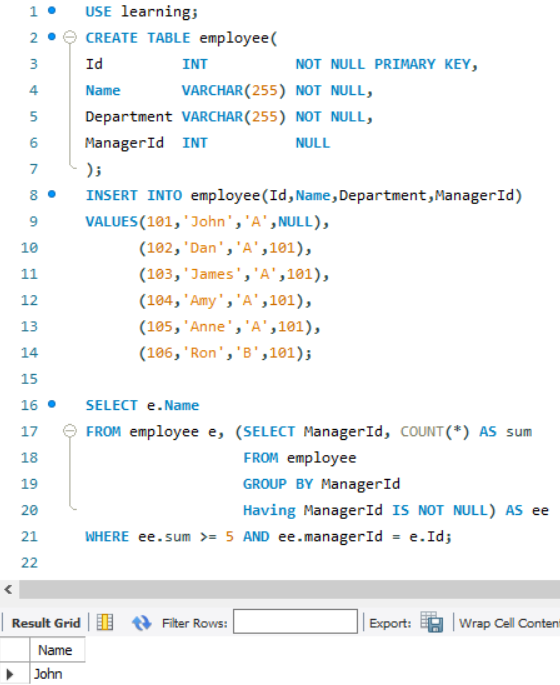 1 USE learning;
2 CREATE TABLE employee(
3 Id INT NOT NULL PRIMARY KEY,
4 Name VARCHAR(255) NOT NULL,
5 Department VARCHAR(255) NOT NULL,
6 ManagerId INT NULL
7 );
8 INSERT INTO employee(Id,Name,Department,ManagerId)
9 VALUES(101,'John','A',NULL),
10 (102,'Dan','A',101),
11 (103,'James','A',101),
12 (104,'Amy','A',101),
13 (105,'Anne','A',101),
14 (106,'Ron','B',101);
15
16 SELECT e.Name
17 FROM employee e, (SELECT ManagerId, COUNT(*) AS sum
18 FROM employee
19 GROUP BY ManagerId
20 Having ManagerId IS NOT NULL) AS ee
21 WHERE ee.sum >= 5 AND ee.managerId = e.Id;
22
Result Grid Filter Rows: Export: Wrap Cell Conten
Name
John